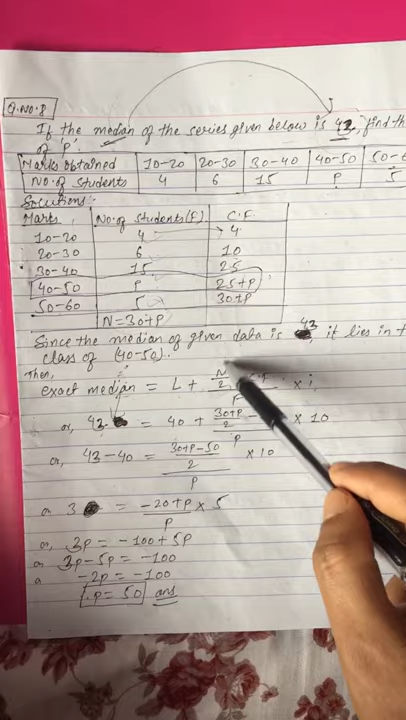 Q.NO.8
If the median of the series given below is 43, find the
of 'P'.
Marks obtained 10-20 20-30 30-40 40-50 50-6
No. of students 4 6 15 P 5
Solutions:
Marks No. of students (f) C.F
10-20 4 4
20-30 6 10
30-40 15 25
40-50 P 25+P
50-60 5 30+P
N=30+P
43
Since the median of given data is it lies in t
class of (40-50).
Then,
exact median = L + N/2 × i
or, 43 = 40 + 30+P/2 / P × 10
or, 43-40 = 30+P-50/2 / P × 10
or 3 = -20+P/P × 5
or, 3P = -100+5P
or 3P-5P = -100
or -2P = -100
∴ P = 50 ans